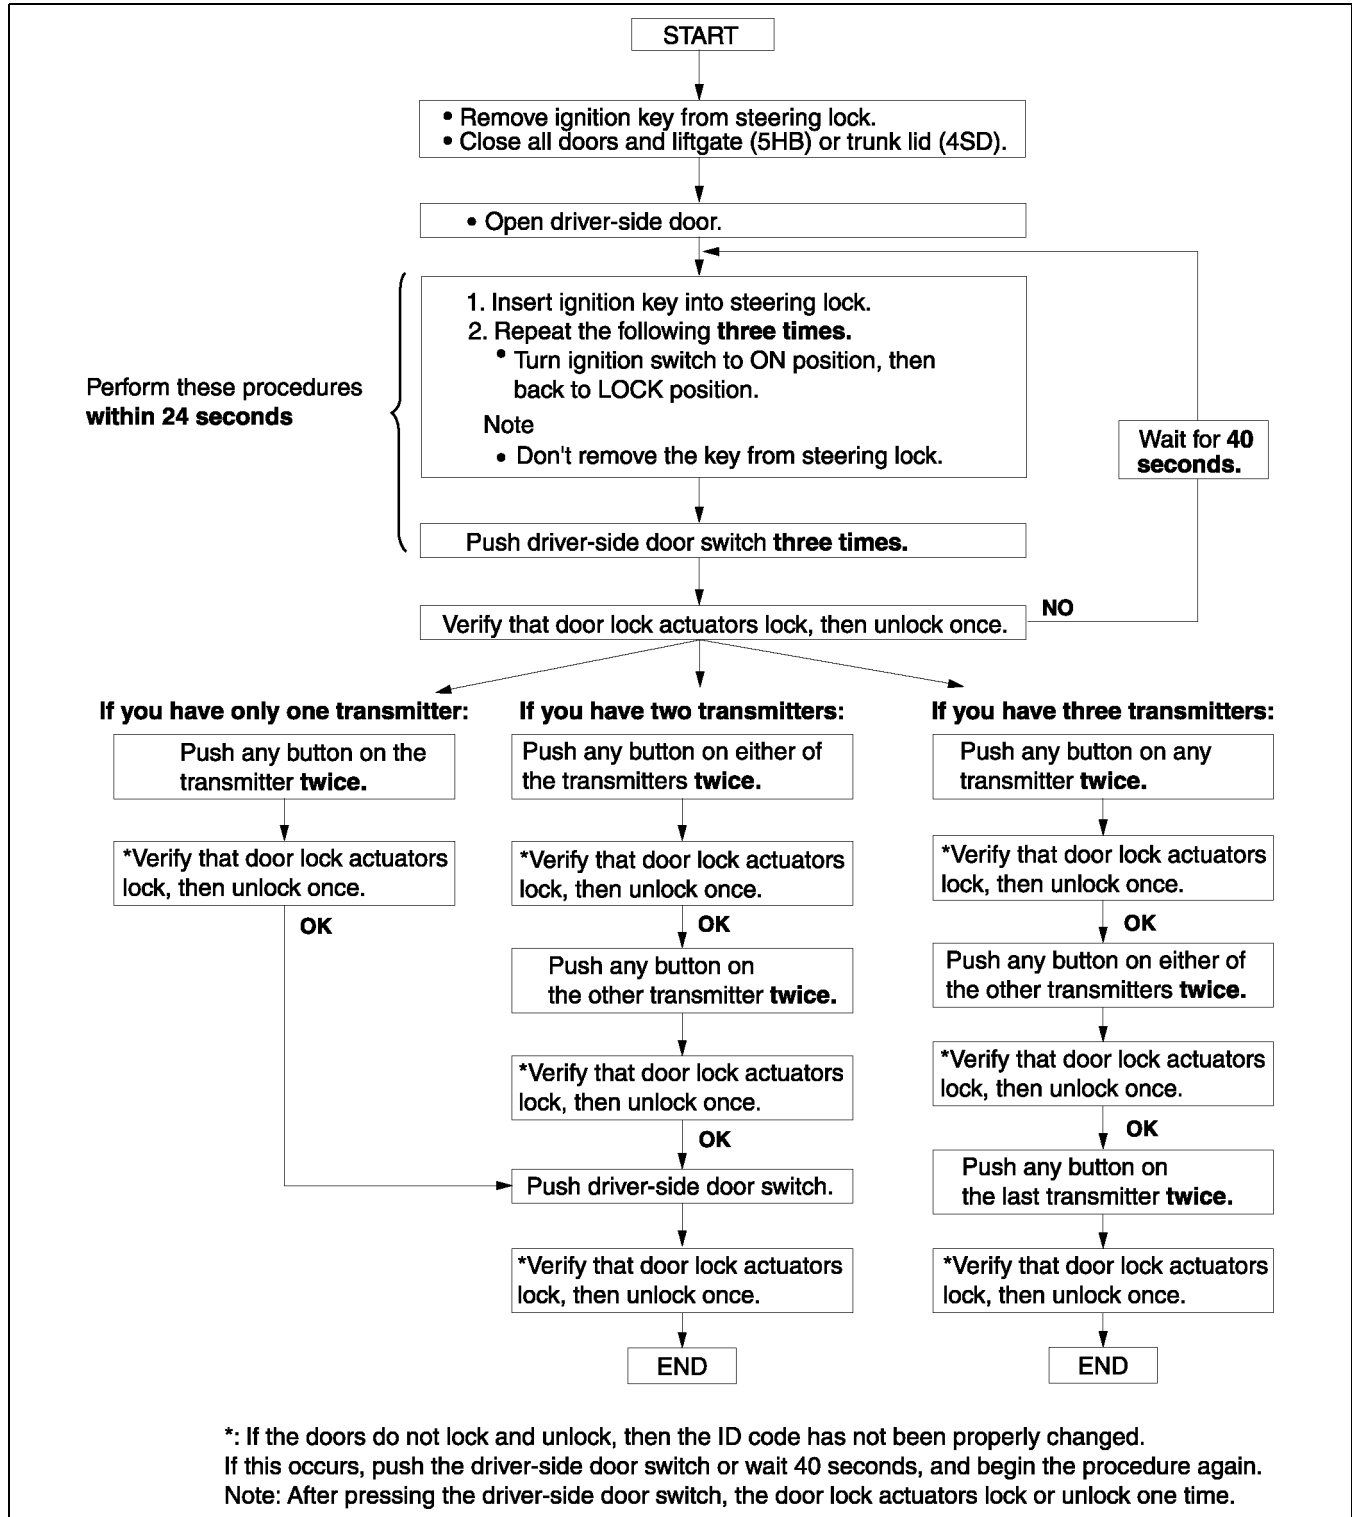 START
• Remove ignition key from steering lock.
• Close all doors and liftgate (5HB) or trunk lid (4SD).
• Open driver-side door.
Perform these procedures
within 24 seconds
1. Insert ignition key into steering lock.
2. Repeat the following three times.
• Turn ignition switch to ON position, then
back to LOCK position.
Note
• Don't remove the key from steering lock.
Wait for 40
seconds.
Push driver-side door switch three times.
Verify that door lock actuators lock, then unlock once.
NO
If you have only one transmitter:
Push any button on the
transmitter twice.
*Verify that door lock actuators
lock, then unlock once.
OK
If you have two transmitters:
Push any button on either of
the transmitters twice.
*Verify that door lock actuators
lock, then unlock once.
OK
Push any button on
the other transmitter twice.
*Verify that door lock actuators
lock, then unlock once.
OK
Push driver-side door switch.
*Verify that door lock actuators
lock, then unlock once.
END
If you have three transmitters:
Push any button on any
transmitter twice.
*Verify that door lock actuators
lock, then unlock once.
OK
Push any button on either of
the other transmitters twice.
*Verify that door lock actuators
lock, then unlock once.
OK
Push any button on
the last transmitter twice.
*Verify that door lock actuators
lock, then unlock once.
END
*: If the doors do not lock and unlock, then the ID code has not been properly changed.
If this occurs, push the driver-side door switch or wait 40 seconds, and begin the procedure again.
Note: After pressing the driver-side door switch, the door lock actuators lock or unlock one time.